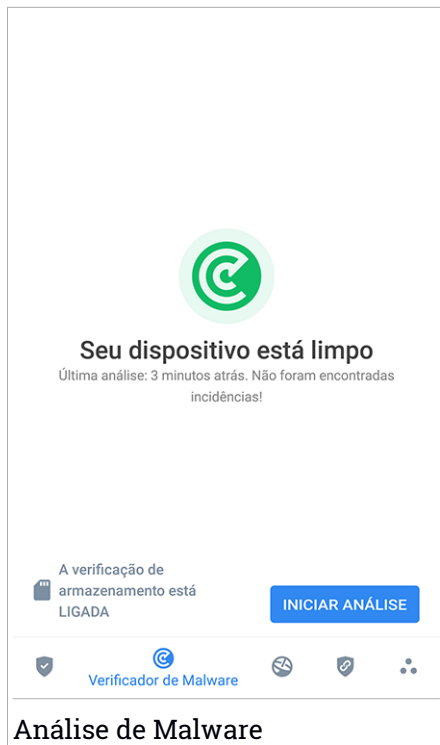 Seu dispositivo está limpo
Última análise: 3 minutos atrás. Não foram encontradas
incidências!
A verificação de
armazenamento está
LIGADA
INICIAR ANÁLISE
Verificador de Malware
Análise de Malware